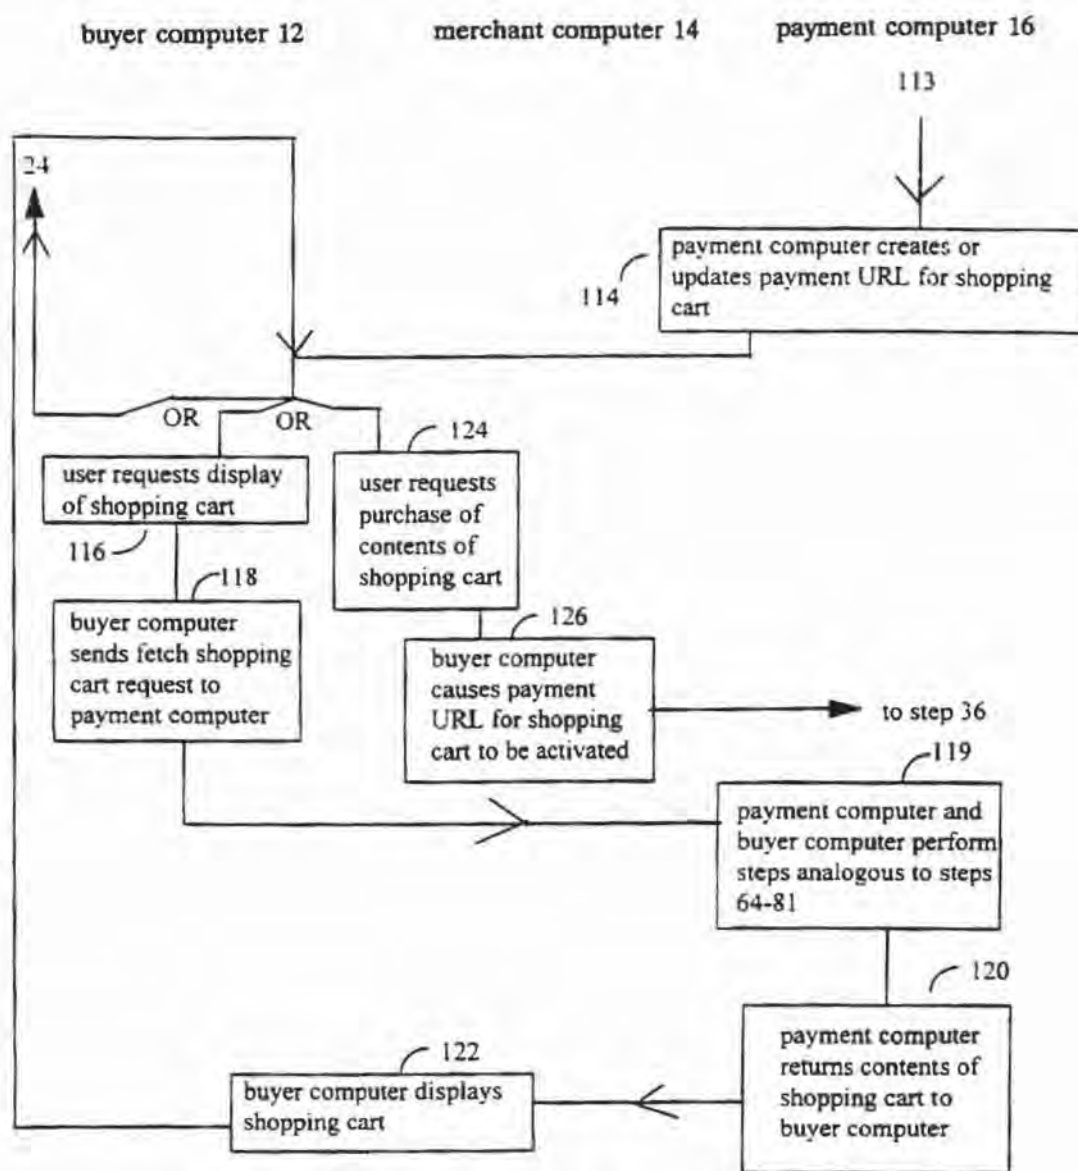 buyer computer 12
merchant computer 14
payment computer 16
113
24
payment computer creates or
updates payment URL for shopping
cart
114
OR
OR
124
user requests display
of shopping cart
116
user requests
purchase of
contents of
shopping cart
118
buyer computer
sends fetch shopping
cart request to
payment computer
126
buyer computer
causes payment
URL for shopping
cart to be activated
to step 36
119
payment computer and
buyer computer perform
steps analogous to steps
64-81
120
payment computer
returns contents of
shopping cart to
buyer computer
122
buyer computer displays
shopping cart